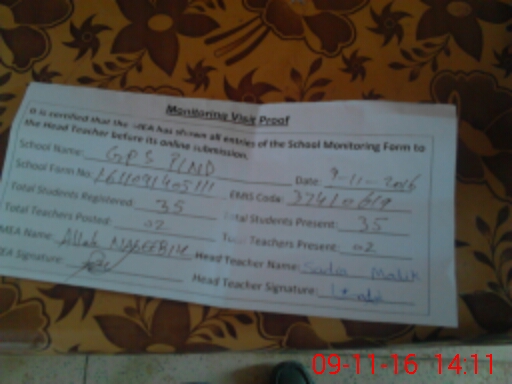 Monitoring Visit Proof
It is certified that the MEA has shown all entries of the School Monitoring Form to
the Head Teacher before its online submission.
School Name: GPS PIND Date 9-11-2016
School Form No: EMIS Code:
Total Students Registered: 35 Total Students Present: 35
Total Teachers Posted: 02 Total Teachers Present: 02
MEA Name: Allah Head Teacher Name: Sada Malik
MEA Signature: Head Teacher Signature:
09-11-16 14:11